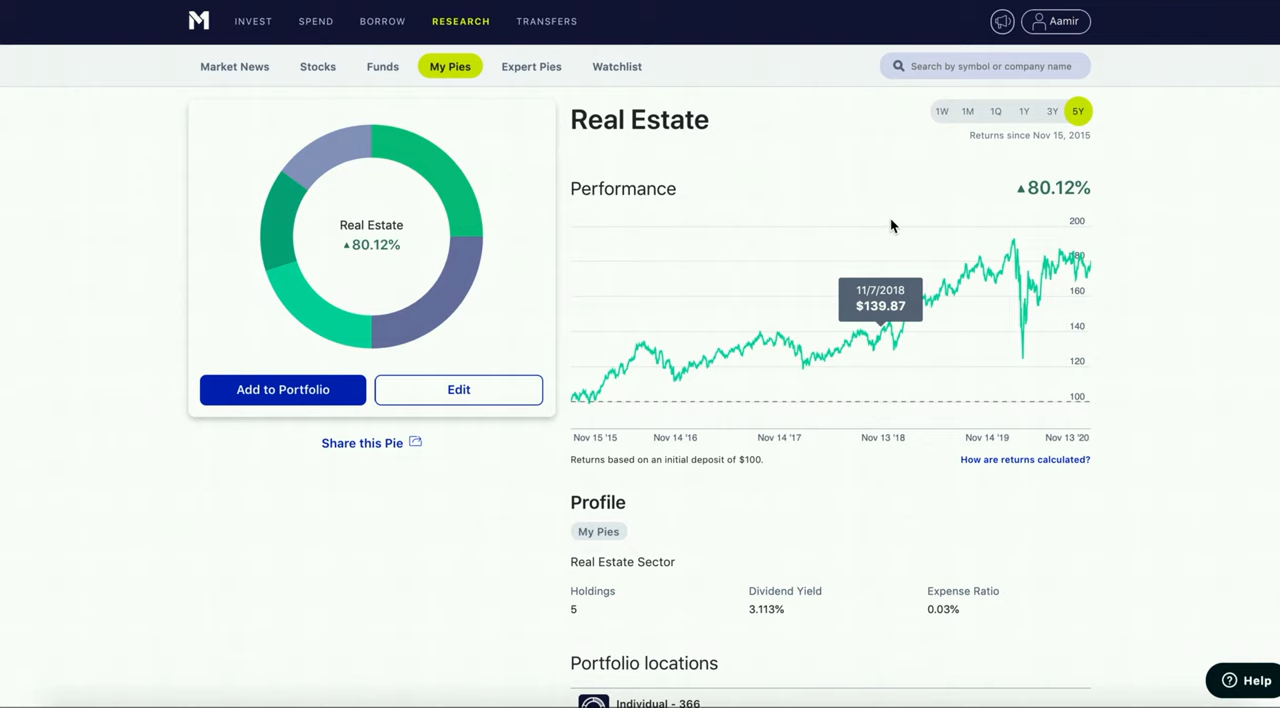 M INVEST SPEND BORROW RESEARCH TRANSFERS Aamir
Market News Stocks Funds My Pies Expert Pies Watchlist Search by symbol or company name
Real Estate
▲80.12%
Add to Portfolio Edit
Share this Pie
Real Estate
1W 1M 1Q 1Y 3Y 5Y
Returns since Nov 15, 2015
Performance ▲80.12%
200
180
160
140
120
100
11/7/2018
$139.87
Nov 15 '15 Nov 14 '16 Nov 14 '17 Nov 13 '18 Nov 14 '19 Nov 13 '20
Returns based on an initial deposit of $100. How are returns calculated?
Profile
My Pies
Real Estate Sector
Holdings Dividend Yield Expense Ratio
5 3.113% 0.03%
Portfolio locations
Individual - 366
Help